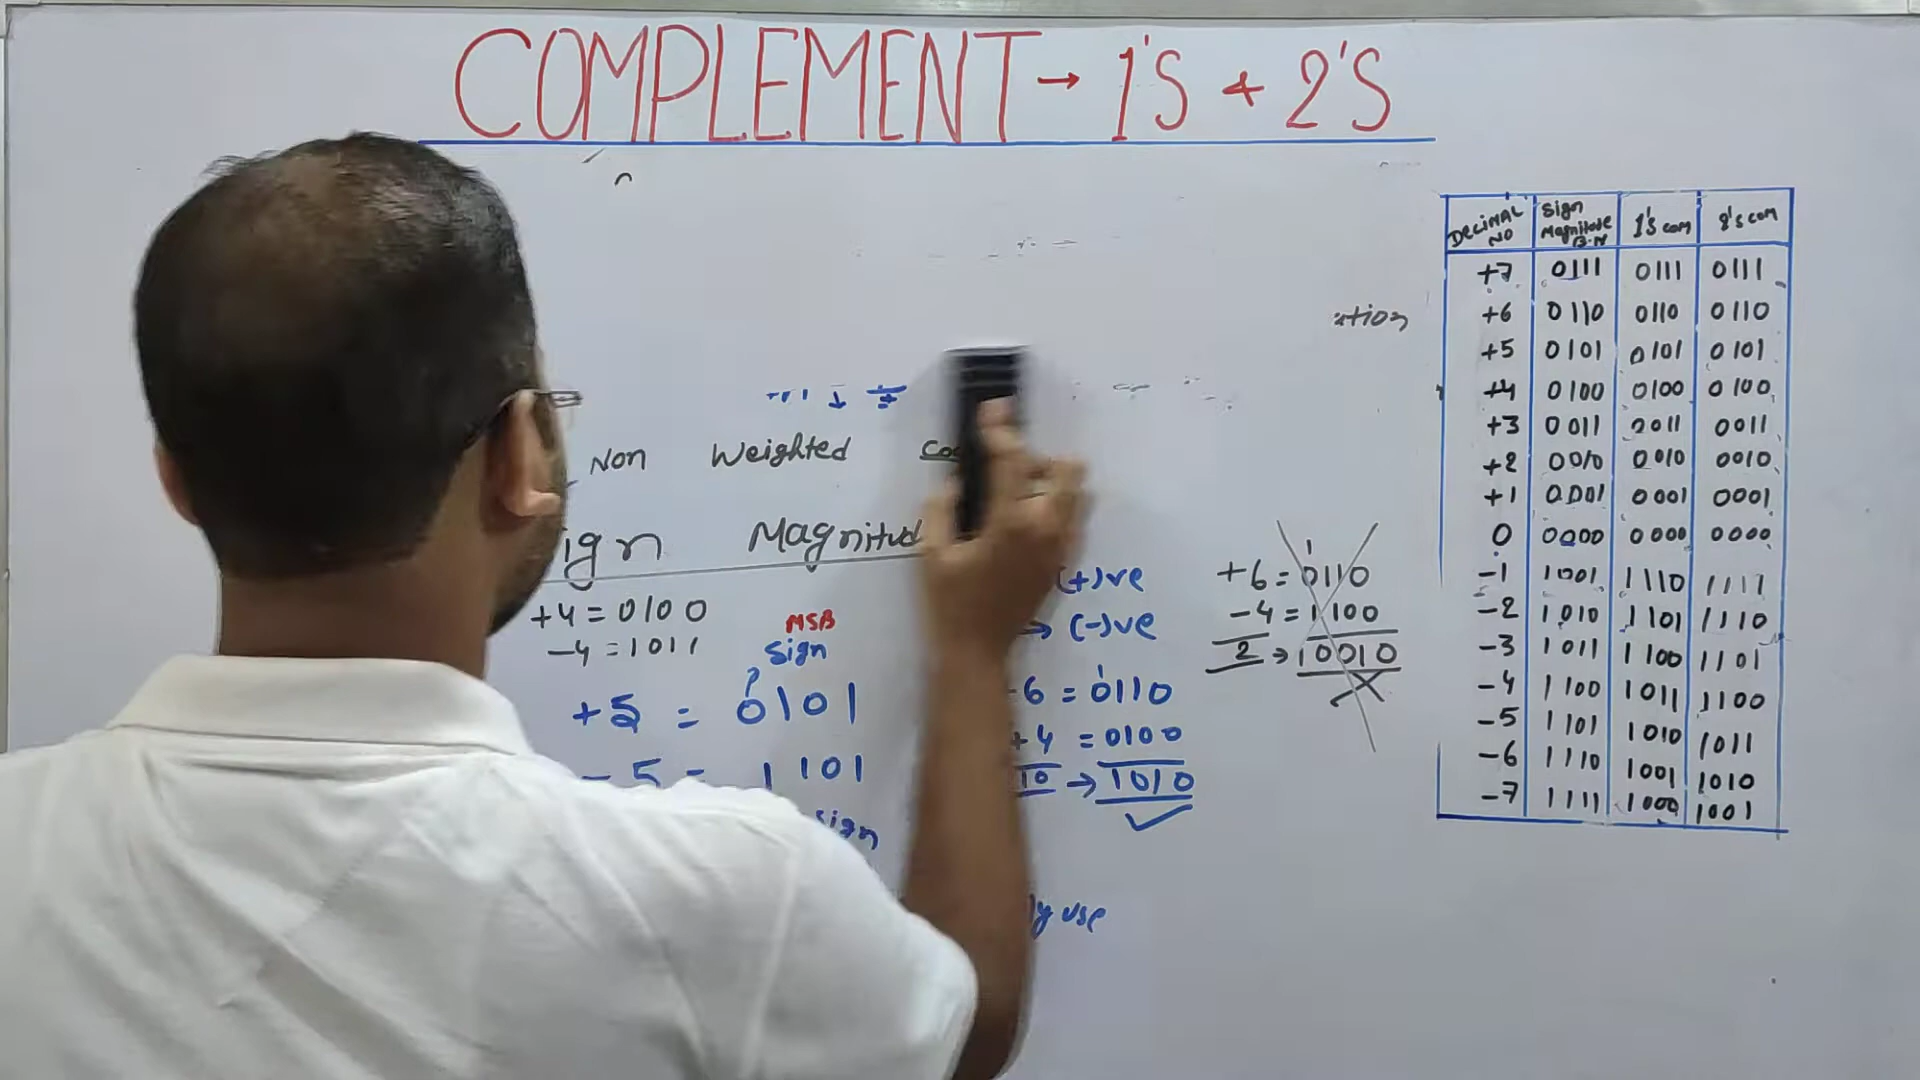 COMPLEMENT → 1'S + 2'S
Non Weighted
ign Magnitud
+4 = 0100
-4 = 1011
MSB
Sign
+5 = 0101
-5 = 1101
sign
(+)ve
→ (-)ve
6 = 0110
+4 = 0100
10 → 1010
y use
+6 = 0110
-4 = 1100
2 → 10010
ation
DECIMAL NO | Sign Magnitude B.N | 1's com | 2's com
+7 0111 0111 0111
+6 0110 0110 0110
+5 0101 0101 0101
+4 0100 0100 0100
+3 0011 2011 0011
+2 0010 0010 0010
+1 0001 0001 0001
0 0000 0000 0000
-1 1001 1110 1111
-2 1010 1101 1110
-3 1011 1100 1101
-4 1100 1011 1100
-5 1101 1010 1011
-6 1110 1001 1010
-7 1111 1000 1001